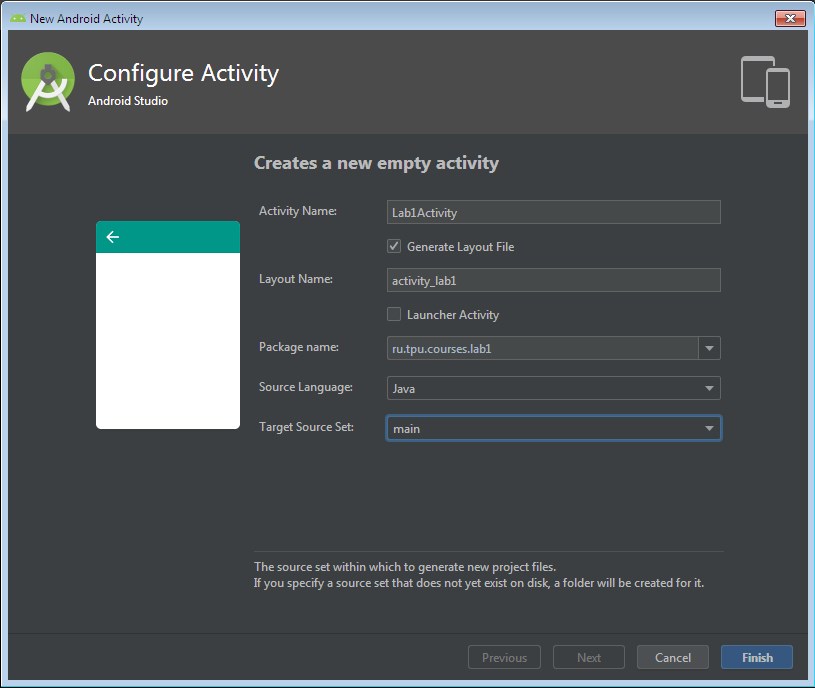 New Android Activity
Configure Activity
Android Studio
Creates a new empty activity
Activity Name:
Lab1Activity
Generate Layout File
Layout Name:
activity_lab1
Launcher Activity
Package name:
ru.tpu.courses.lab1
Source Language:
Java
Target Source Set:
main
The source set within which to generate new project files.
If you specify a source set that does not yet exist on disk, a folder will be created for it.
Previous
Next
Cancel
Finish